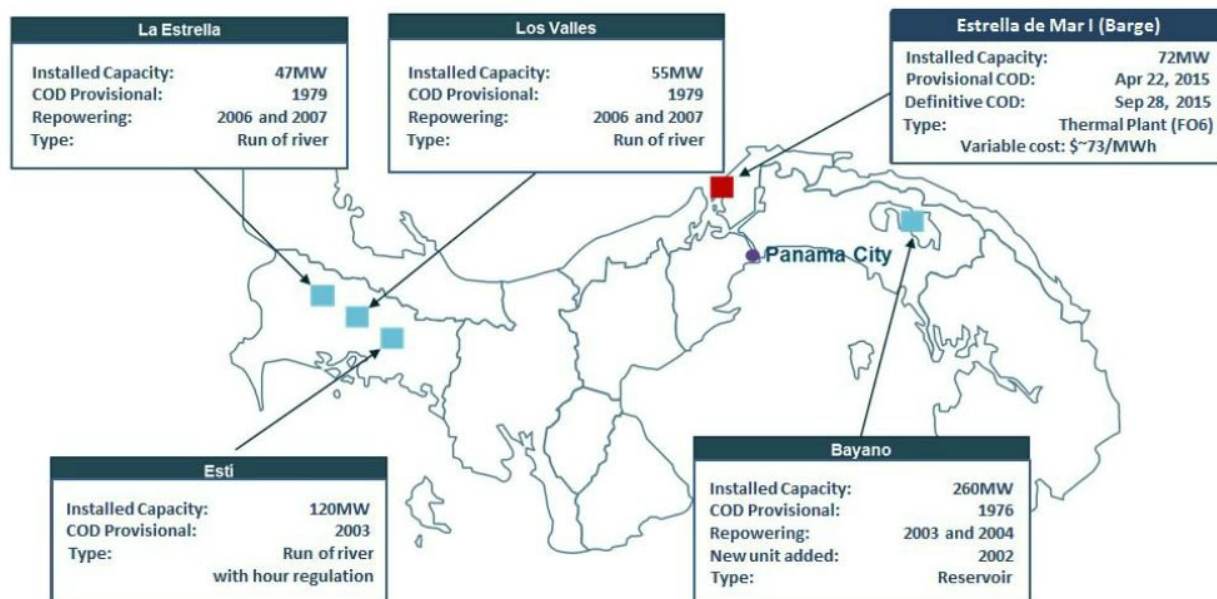 La Estrella
Installed Capacity: 47MW
COD Provisional: 1979
Repowering: 2006 and 2007
Type: Run of river
Los Valles
Installed Capacity: 55MW
COD Provisional: 1979
Repowering: 2006 and 2007
Type: Run of river
Estrella de Mar I (Barge)
Installed Capacity: 72MW
Provisional COD: Apr 22, 2015
Definitive COD: Sep 28, 2015
Type: Thermal Plant (FO6)
Variable cost: $~73/MWh
Panama City
Estí
Installed Capacity: 120MW
COD Provisional: 2003
Type: Run of river
with hour regulation
Bayano
Installed Capacity: 260MW
COD Provisional: 1976
Repowering: 2003 and 2004
New unit added: 2002
Type: Reservoir